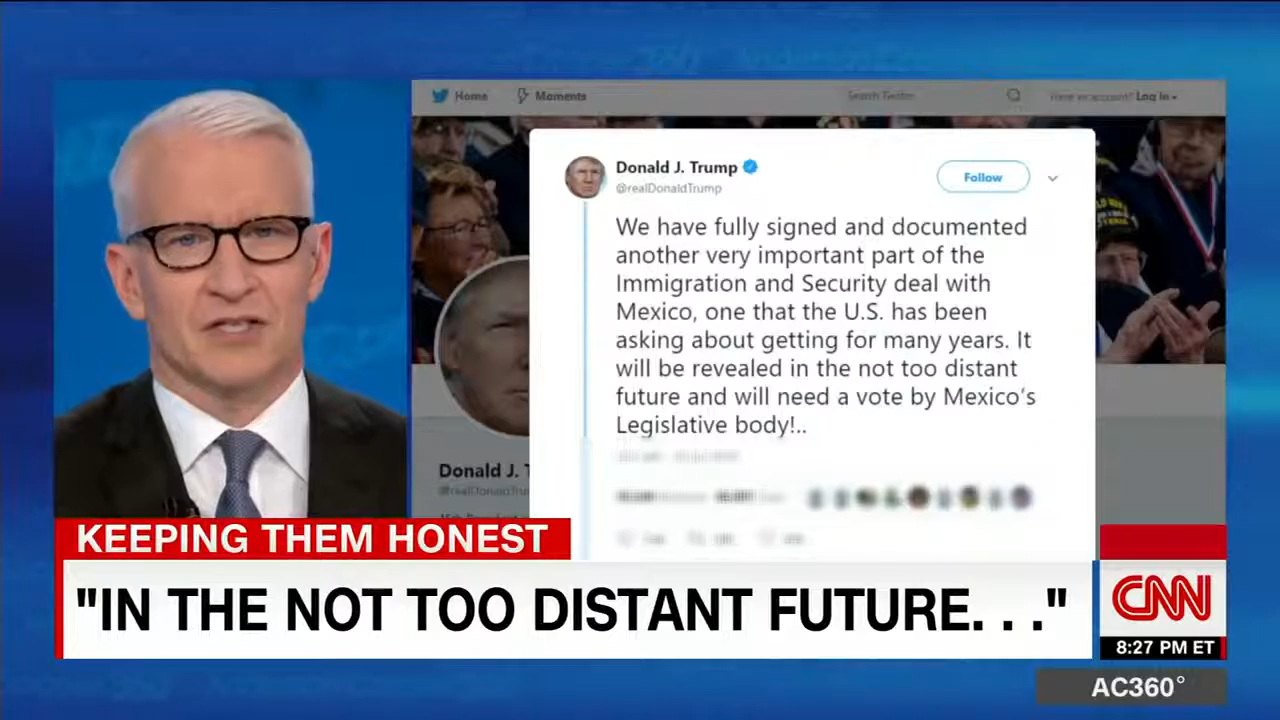 Home Moments Search Twitter Have an account? Log In
Donald J. Trump
@realDonaldTrump
Follow
We have fully signed and documented
another very important part of the
Immigration and Security deal with
Mexico, one that the U.S. has been
asking about getting for many years. It
will be revealed in the not too distant
future and will need a vote by Mexico's
Legislative body!..
Donald J. T
@realDonaldTru
KEEPING THEM HONEST
"IN THE NOT TOO DISTANT FUTURE. . ."
CNN
8:27 PM ET
AC360°